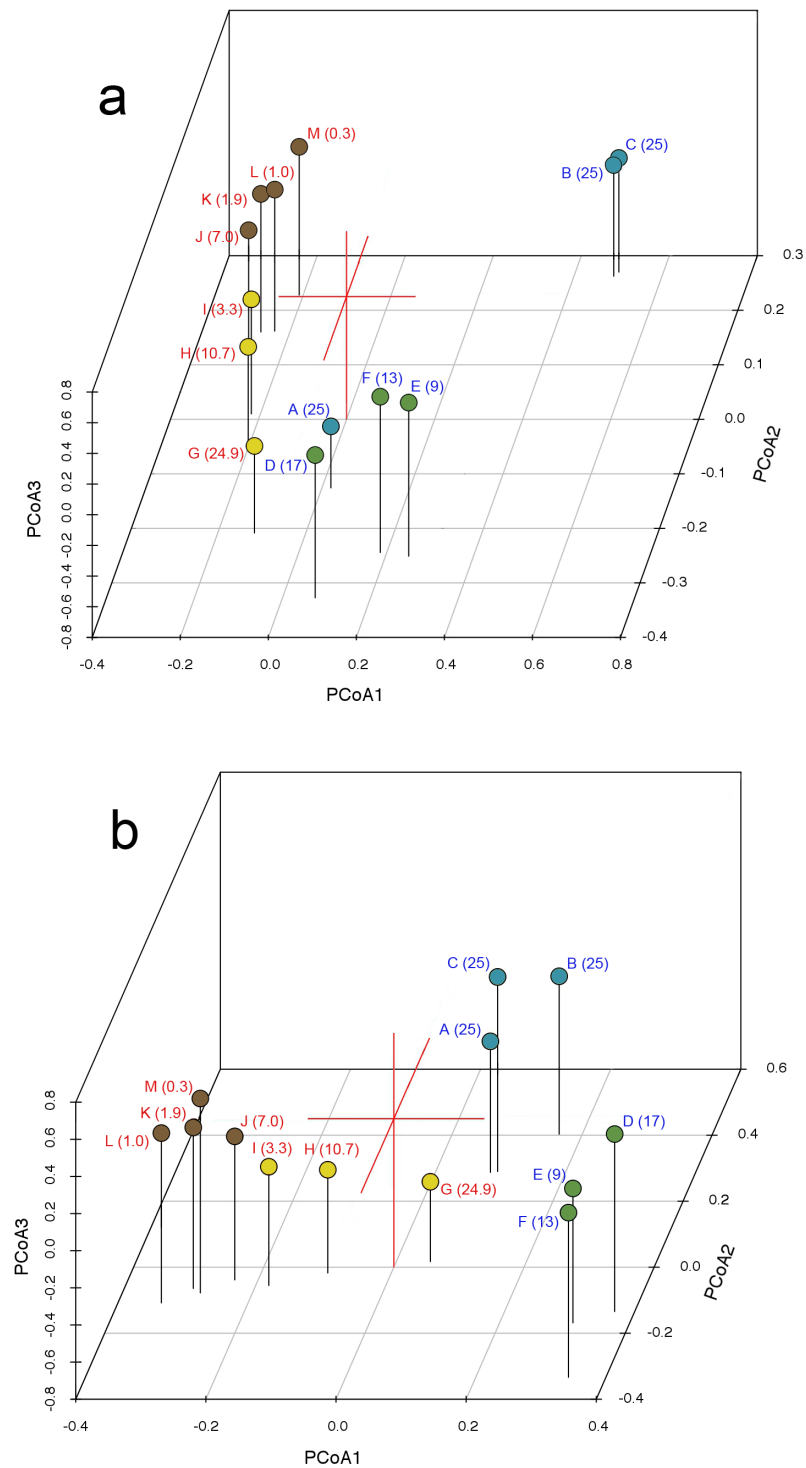 a
M (0.3)
C (25)
B (25)
L (1.0)
K (1.9)
J (7.0)
0.3
I (3.3)
0.2
H (10.7)
0.1
F (13)
E (9)
A (25)
0.0
G (24.9)
D (17)
-0.1
-0.2
-0.3
-0.4
PCoA2
PCoA3
0.8
0.6
0.4
0.2
0.0
-0.2
-0.4
-0.6
-0.8
-0.4
-0.2
0.0
0.2
0.4
0.6
0.8
PCoA1
b
C (25)
B (25)
A (25)
0.6
M (0.3)
K (1.9)
L (1.0)
J (7.0)
I (3.3)
H (10.7)
G (24.9)
D (17)
E (9)
F (13)
0.4
0.2
0.0
-0.2
-0.4
PCoA2
PCoA3
0.8
0.6
0.4
0.2
0.0
-0.2
-0.4
-0.6
-0.8
-0.4
-0.2
0.0
0.2
0.4
PCoA1